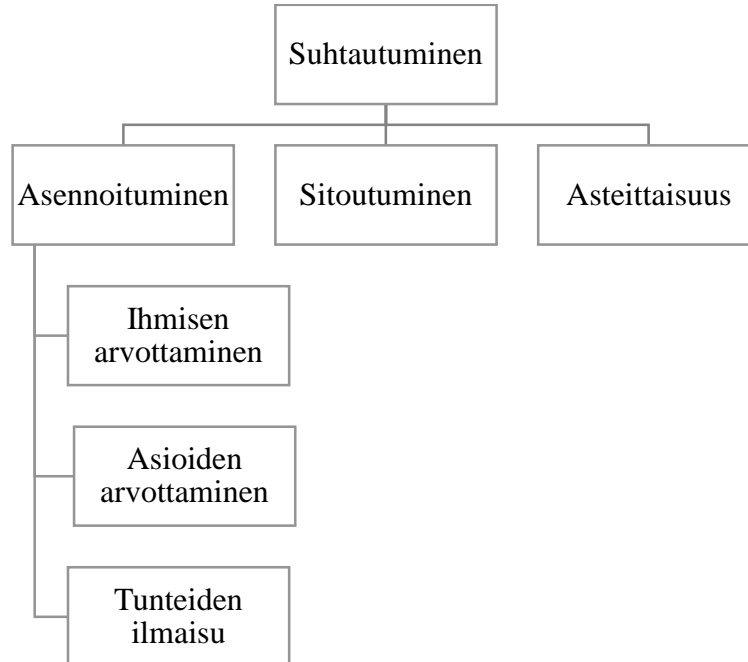 Suhtautuminen
Asennoituminen
Sitoutuminen
Asteittaisuus
Ihmisen
arvottaminen
Asioiden
arvottaminen
Tunteiden
ilmaisu